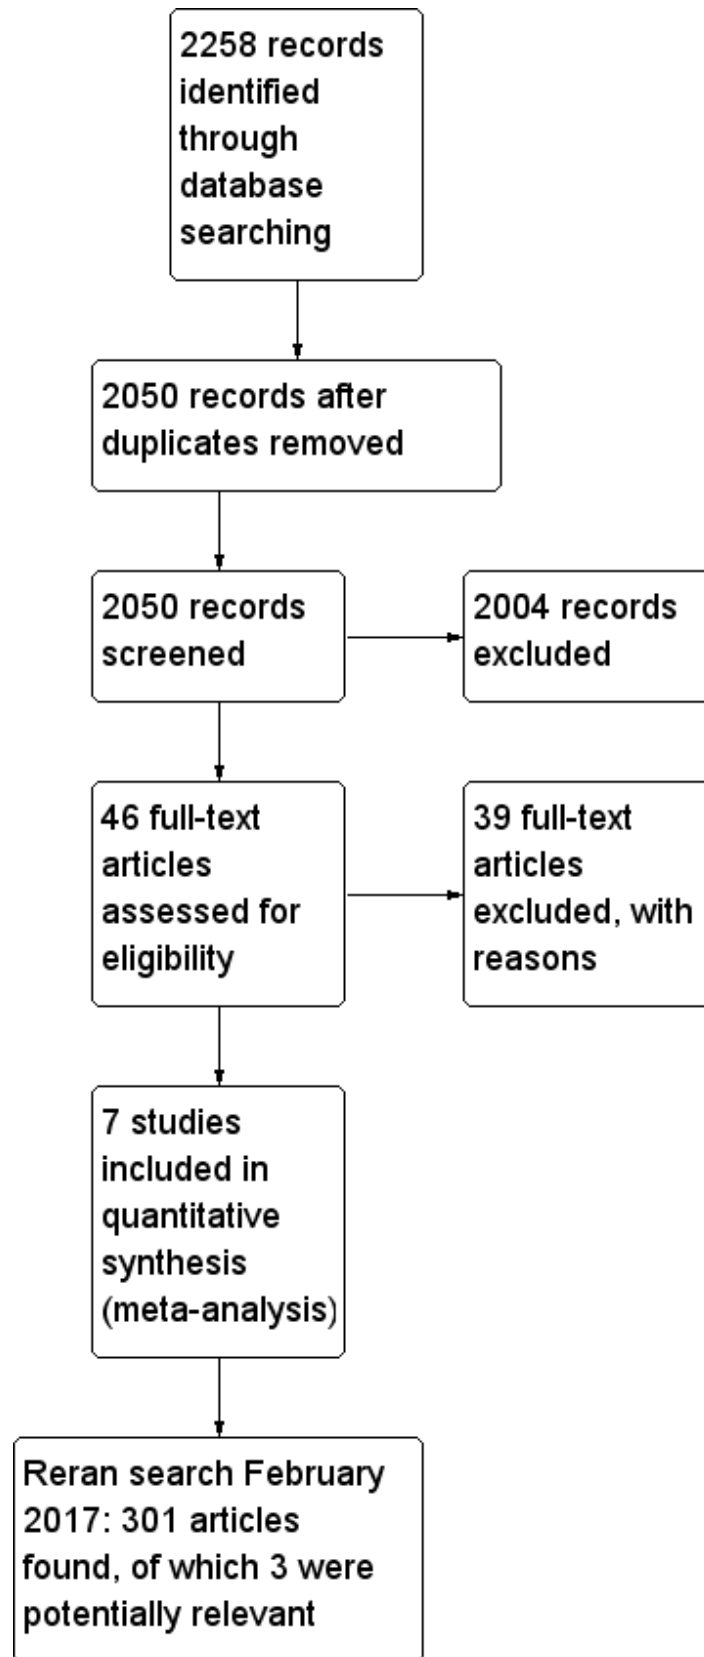 2258 records
identified
through
database
searching
2050 records after
duplicates removed
2050 records
screened
2004 records
excluded
46 full-text
articles
assessed for
eligibility
39 full-text
articles
excluded, with
reasons
7 studies
included in
quantitative
synthesis
(meta-analysis)
Reran search February
2017: 301 articles
found, of which 3 were
potentially relevant